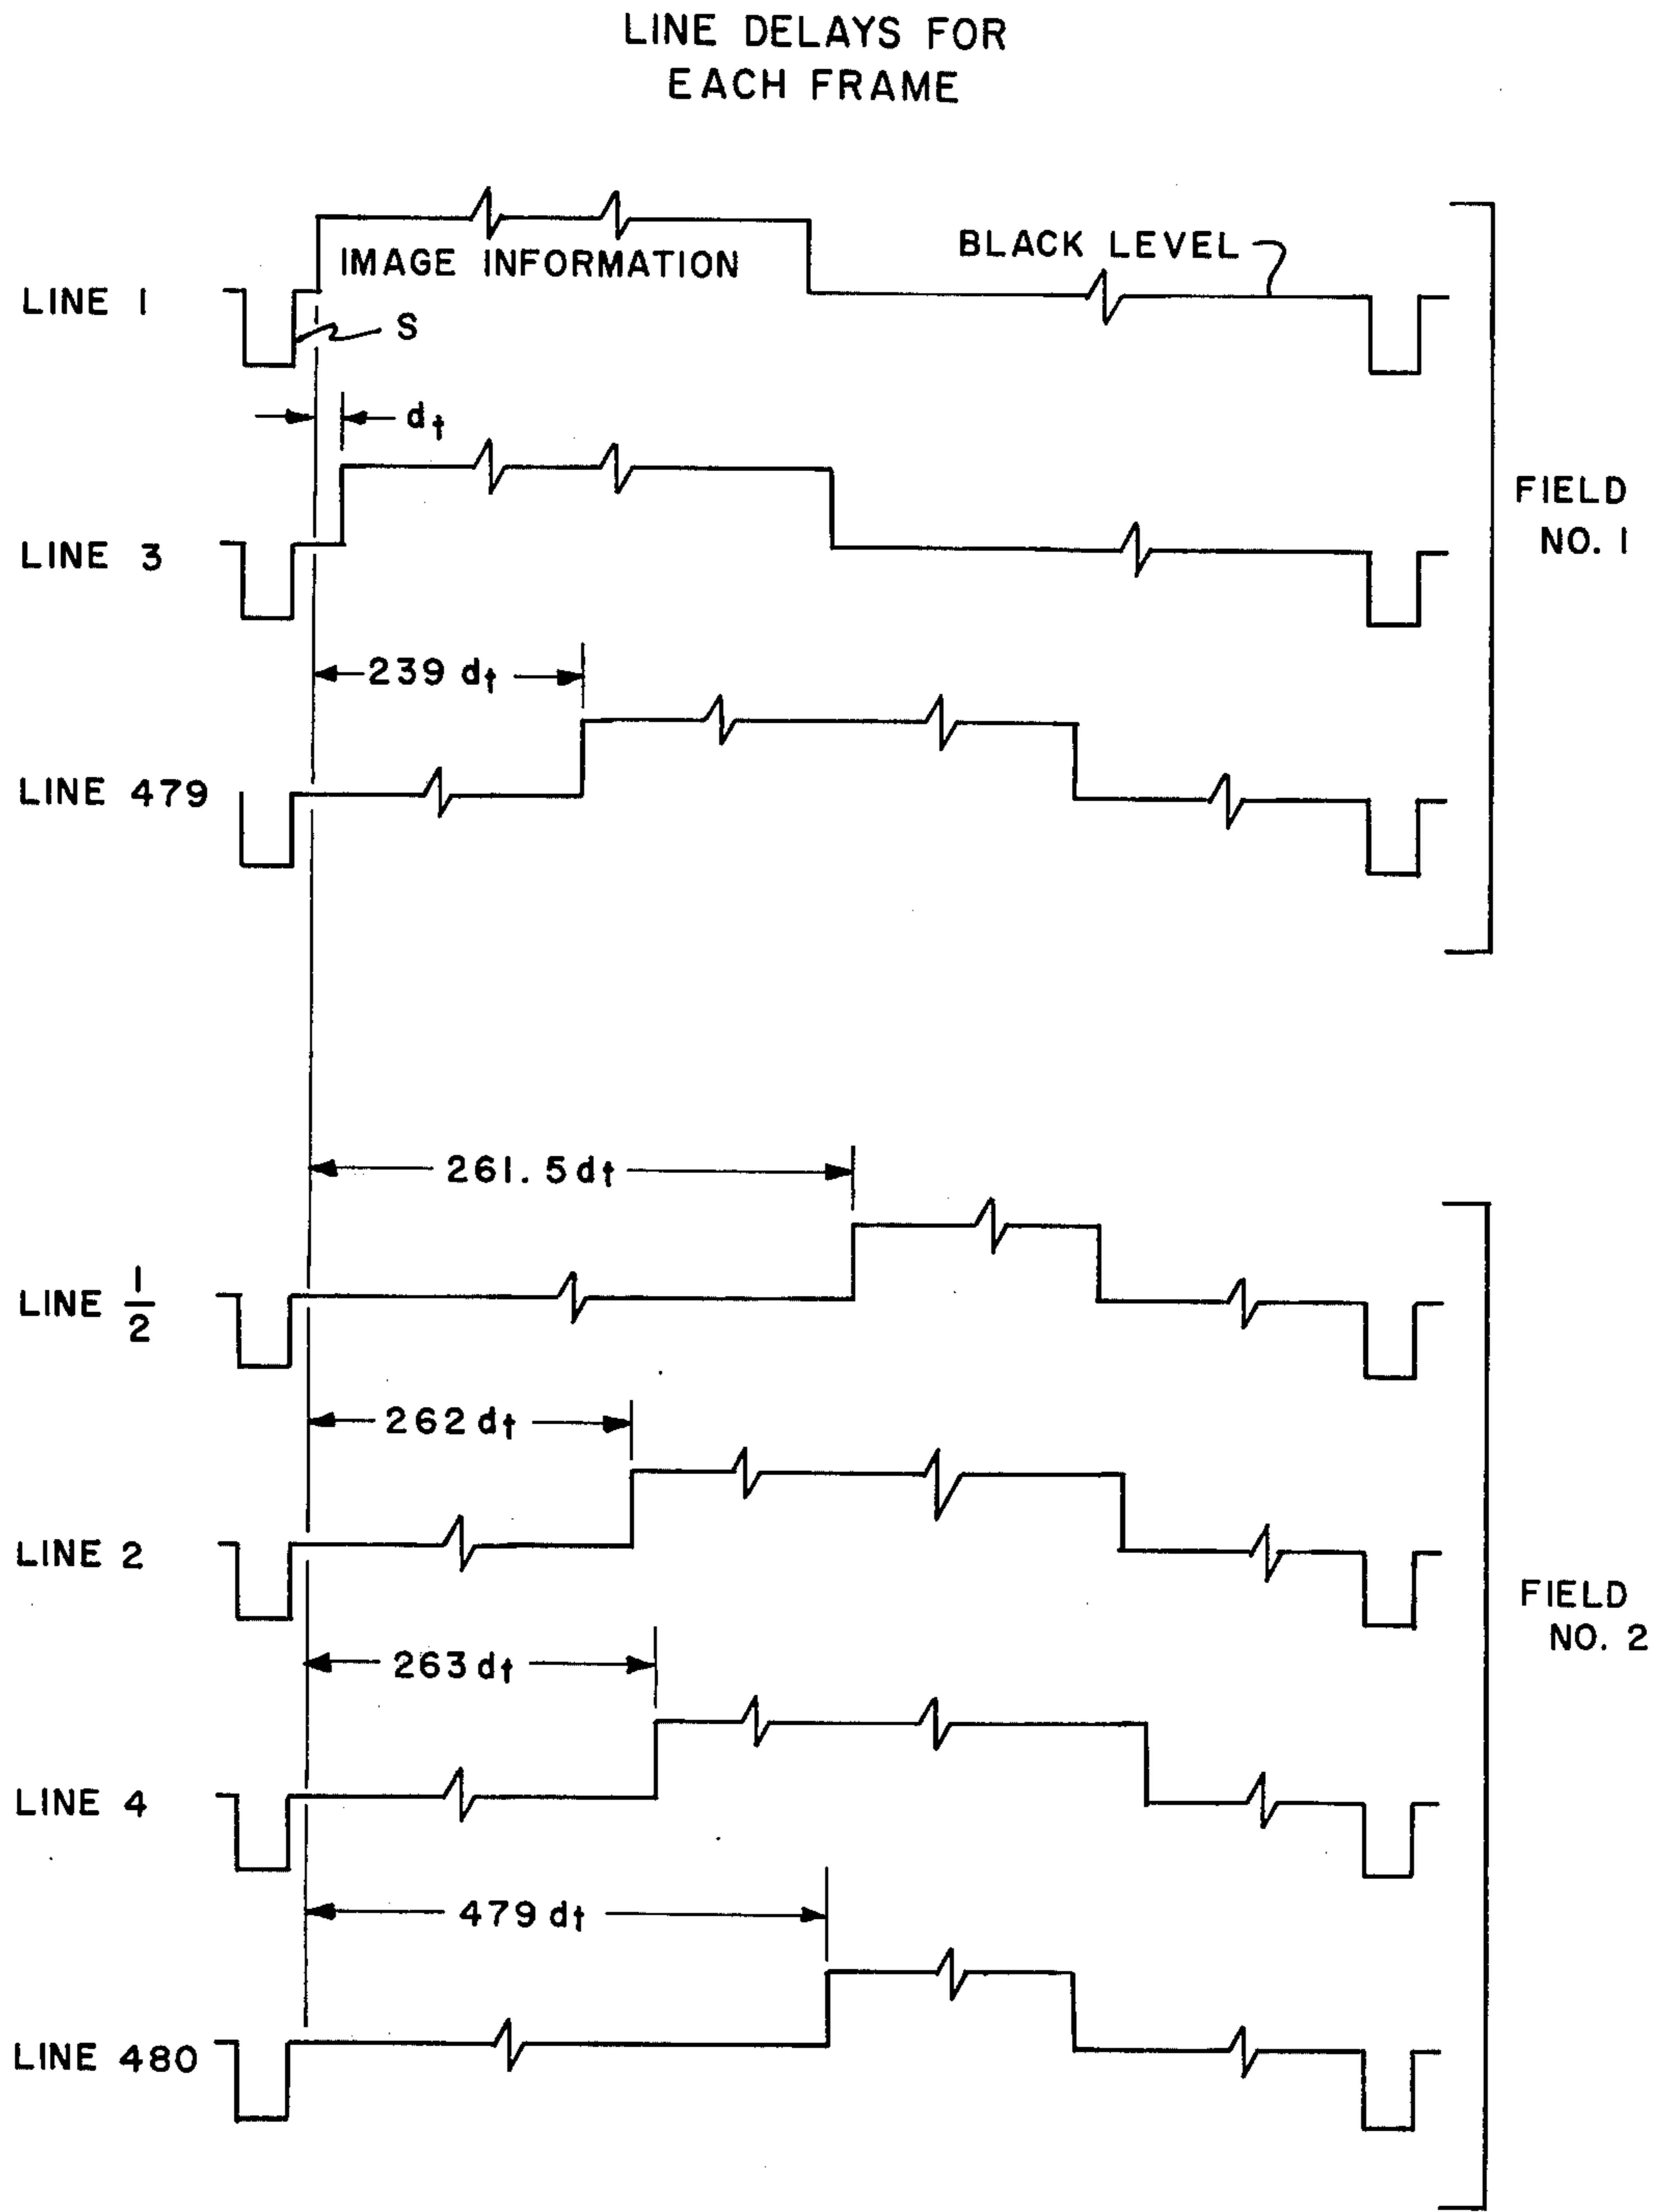 LINE DELAYS FOR
EACH FRAME
LINE 1
IMAGE INFORMATION
BLACK LEVEL
S
dt
LINE 3
FIELD
NO. 1
239 dt
LINE 479
261.5 dt
LINE 1/2
262 dt
LINE 2
263 dt
FIELD
NO. 2
LINE 4
479 dt
LINE 480